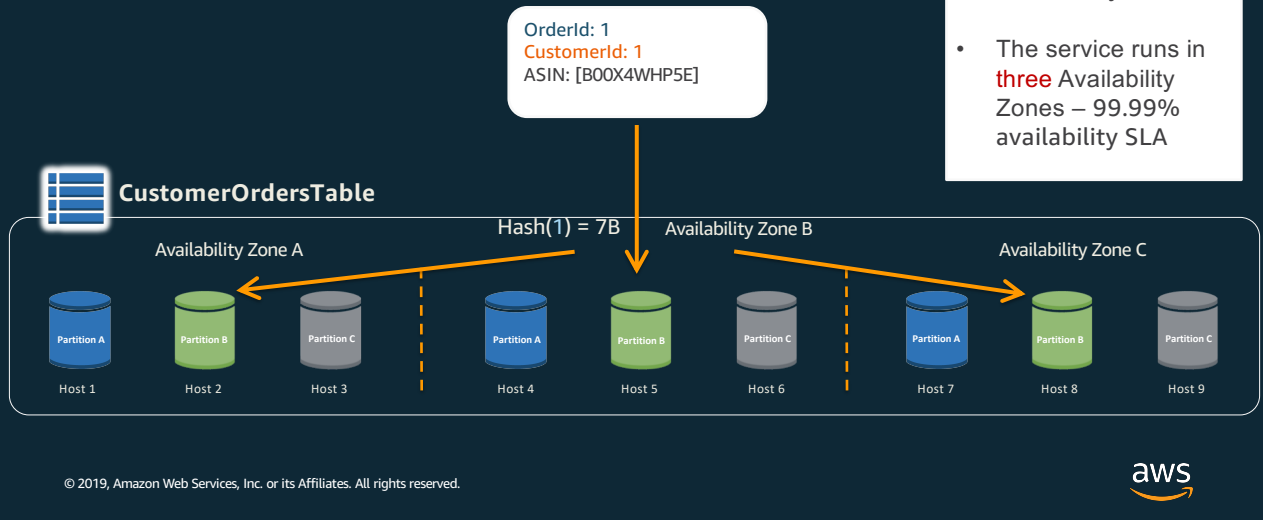 OrderId: 1
CustomerId: 1
ASIN: [B00X4WHP5E]
• The service runs in
three Availability
Zones – 99.99%
availability SLA
CustomerOrdersTable
Hash(1) = 7B
Availability Zone A
Availability Zone B
Availability Zone C
Partition A
Partition B
Partition C
Partition A
Partition B
Partition C
Partition A
Partition B
Partition C
Host 1
Host 2
Host 3
Host 4
Host 5
Host 6
Host 7
Host 8
Host 9
© 2019, Amazon Web Services, Inc. or its Affiliates. All rights reserved.
aws